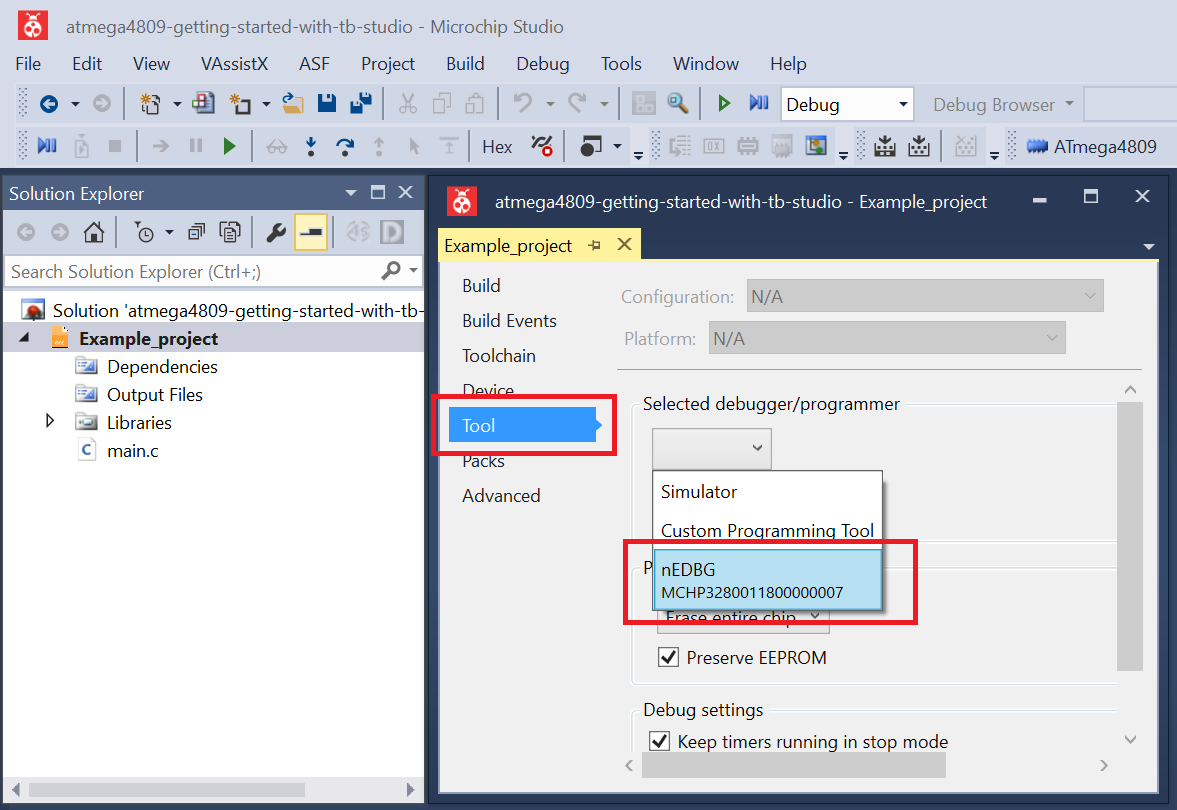 atmega4809-getting-started-with-tb-studio - Microchip Studio
File Edit View VAssistX ASF Project Build Debug Tools Window Help
Debug Debug Browser
Hex ATmega4809
Solution Explorer
Search Solution Explorer (Ctrl+;)
Solution 'atmega4809-getting-started-with-tb-
Example_project
Dependencies
Output Files
Libraries
C main.c
atmega4809-getting-started-with-tb-studio - Example_project
Example_project
Build
Build Events
Toolchain
Device
Tool
Packs
Advanced
Configuration: N/A
Platform: N/A
Selected debugger/programmer
Simulator
Custom Programming Tool
nEDBG
MCHP3280011800000007
Erase entire chip
Preserve EEPROM
Debug settings
Keep timers running in stop mode